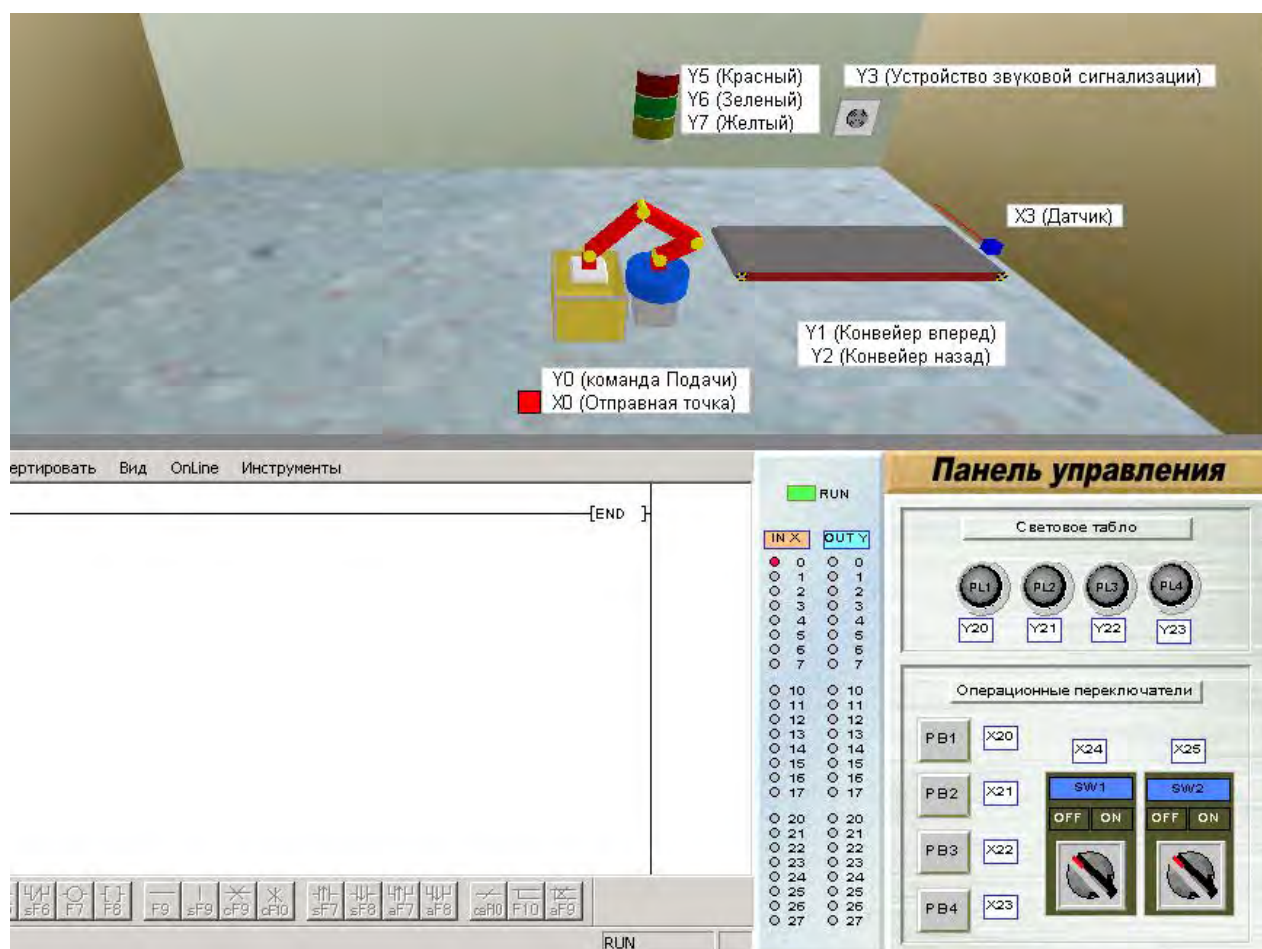 Y5 (Красный)
Y6 (Зеленый)
Y7 (Желтый)
Y3 (Устройство звуковой сигнализации)
X3 (Датчик)
Y1 (Конвейер вперед)
Y2 (Конвейер назад)
Y0 (команда Подачи)
X0 (Отправная точка)
ертировать Вид OnLine Инструменты
[END ]
RUN
IN X OUT Y
0 0
1 1
2 2
3 3
4 4
5 5
6 6
7 7
10 10
11 11
12 12
13 13
14 14
15 15
16 16
17 17
20 20
21 21
22 22
23 23
24 24
25 25
26 26
27 27
Панель управления
Световое табло
PL1 PL2 PL3 PL4
Y20 Y21 Y22 Y23
Операционные переключатели
PB1 X20
PB2 X21
PB3 X22
PB4 X23
X24 X25
SW1 SW2
OFF ON OFF ON
sF6 F7 F8 F9 sF9 cF9 cF10 sF7 sF8 aF7 aF8 caF10 F10 aF9
RUN